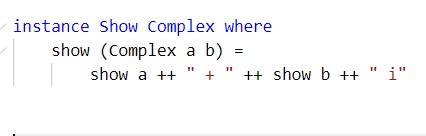 instance Show Complex where
    show (Complex a b) =
        show a ++ " + " ++ show b ++ " i"